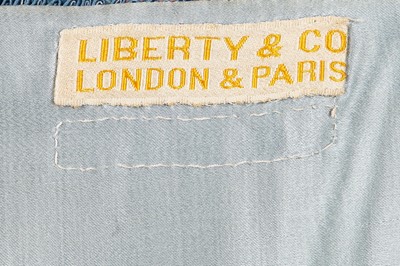 LIBERTY & CO
LONDON & PARIS